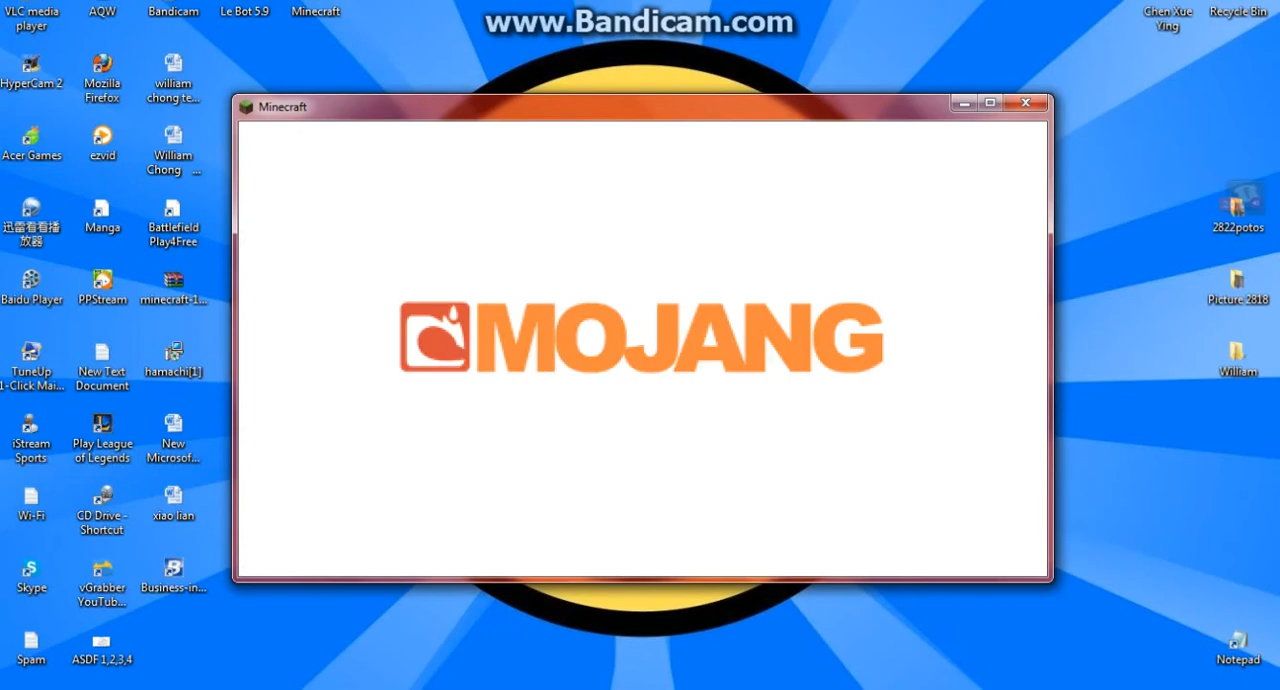 www.Bandicam.com
VLC media
player
AQW
Bandicam
Le Bot 5.9
Minecraft
Chen Xue
Ying
Recycle Bin
HyperCam 2
Mozilla
Firefox
william
chong te...
Minecraft
Acer Games
ezvid
William
Chong ...
迅雷看看播
放器
Manga
Battlefield
Play4Free
2822potos
Baidu Player
PPStream
minecraft-1...
Picture 2818
MOJANG
TuneUp
1-Click Mai...
New Text
Document
hamachi[1]
William
iStream
Sports
Play League
of Legends
New
Microsof...
Wi-Fi
CD Drive -
Shortcut
xiao lian
Skype
vGrabber
YouTub...
Business-in...
Spam
ASDF 1,2,3,4
Notepad